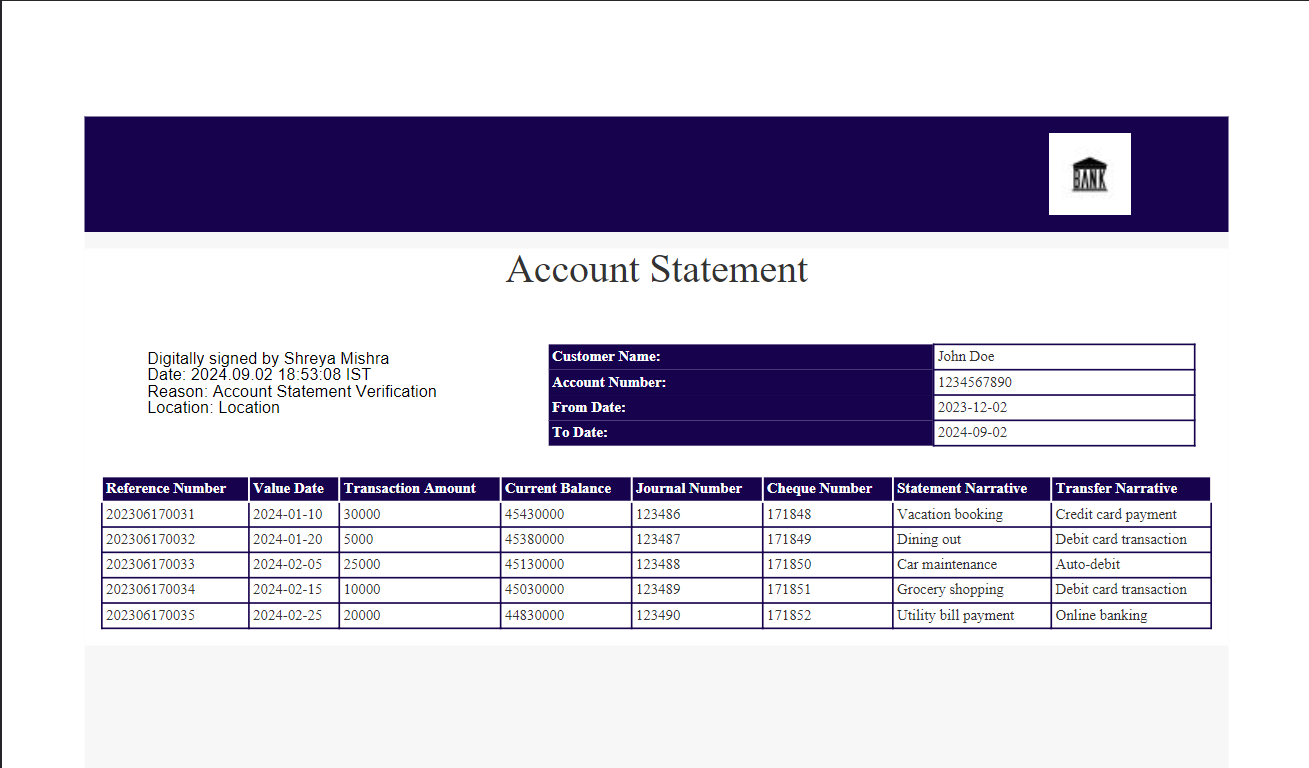 BANK
Account Statement
Digitally signed by Shreya Mishra
Date: 2024.09.02 18:53:08 IST
Reason: Account Statement Verification
Location: Location
Customer Name: John Doe
Account Number: 1234567890
From Date: 2023-12-02
To Date: 2024-09-02
Reference Number Value Date Transaction Amount Current Balance Journal Number Cheque Number Statement Narrative Transfer Narrative
202306170031 2024-01-10 30000 45430000 123486 171848 Vacation booking Credit card payment
202306170032 2024-01-20 5000 45380000 123487 171849 Dining out Debit card transaction
202306170033 2024-02-05 25000 45130000 123488 171850 Car maintenance Auto-debit
202306170034 2024-02-15 10000 45030000 123489 171851 Grocery shopping Debit card transaction
202306170035 2024-02-25 20000 44830000 123490 171852 Utility bill payment Online banking